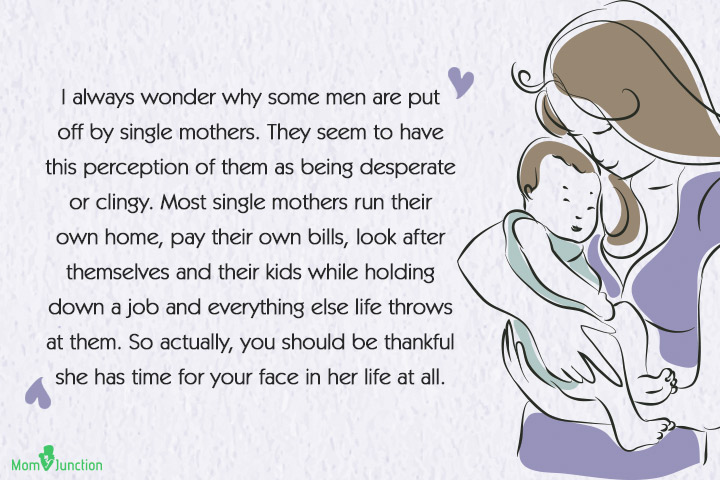 I always wonder why some men are put
off by single mothers. They seem to have
this perception of them as being desperate
or clingy. Most single mothers run their
own home, pay their own bills, look after
themselves and their kids while holding
down a job and everything else life throws
at them. So actually, you should be thankful
she has time for your face in her life at all.
Mom Junction